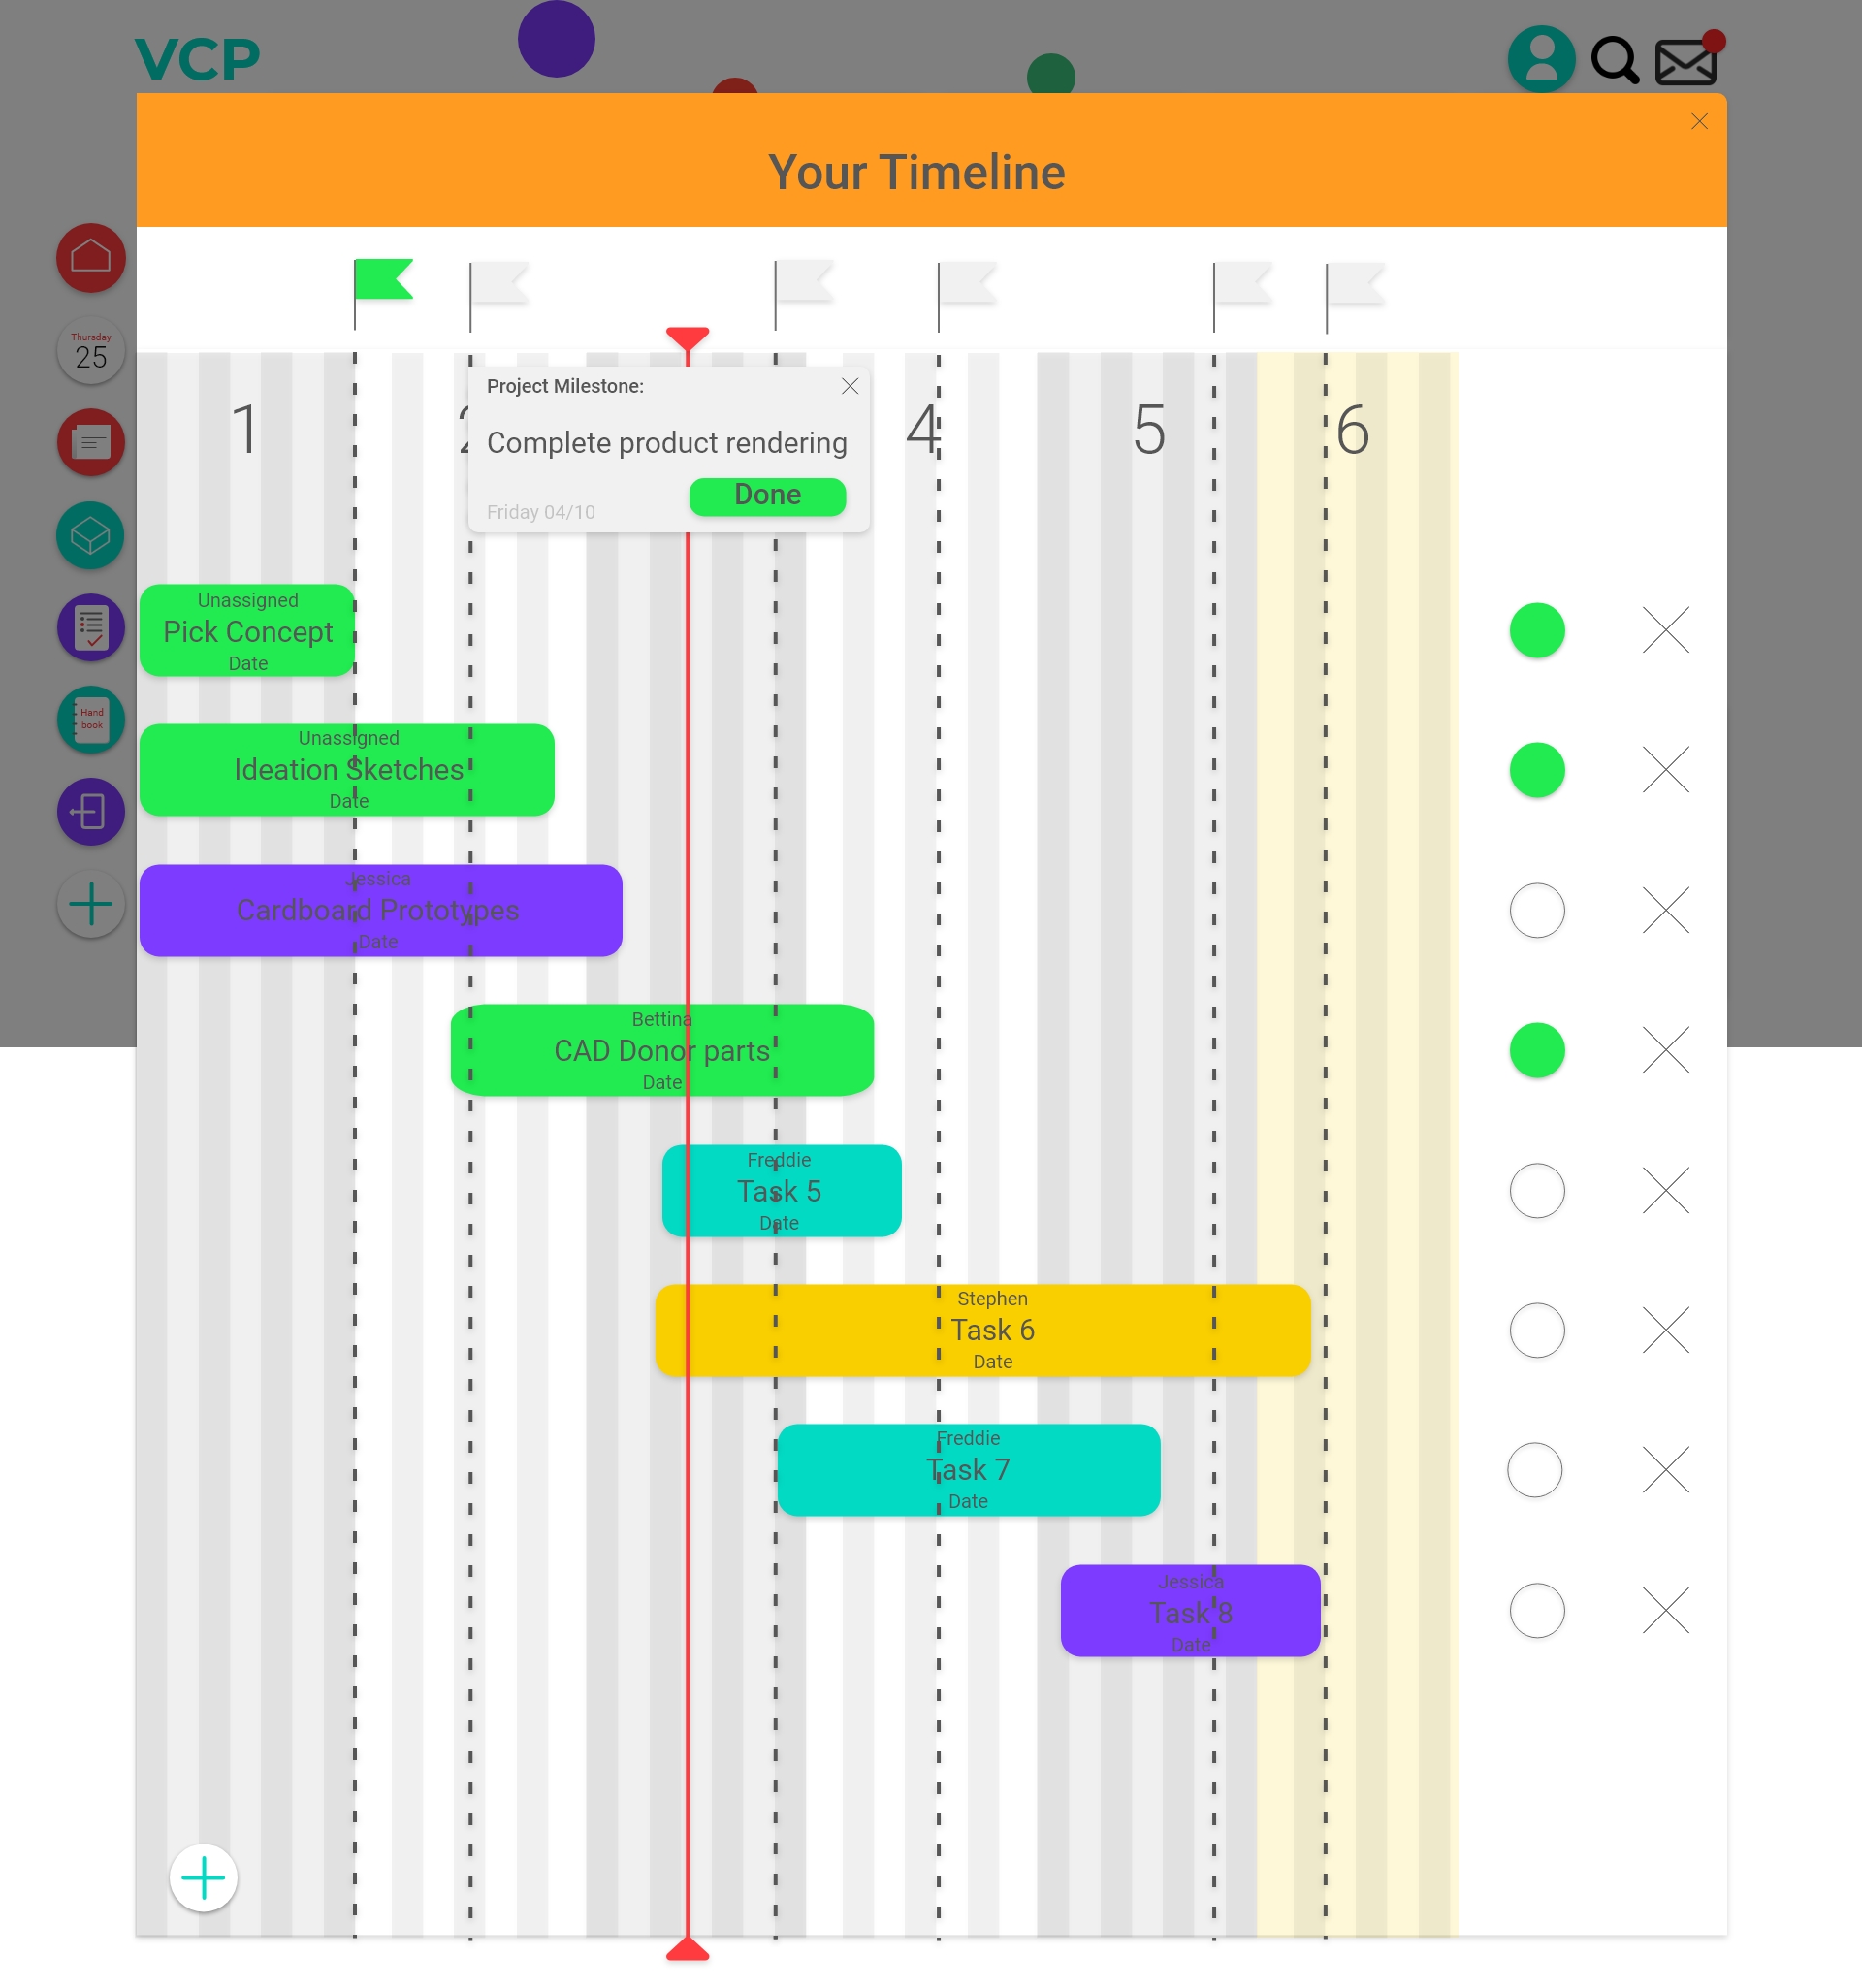 VCP
Your Timeline
Thursday
25
1
2
4
5
6
Project Milestone:
Complete product rendering
Friday 04/10
Done
Hand
book
Unassigned
Pick Concept
Date
Unassigned
Ideation Sketches
Date
Jessica
Cardboard Prototypes
Date
Bettina
CAD Donor parts
Date
Freddie
Task 5
Date
Stephen
Task 6
Date
Freddie
Task 7
Date
Jessica
Task 8
Date